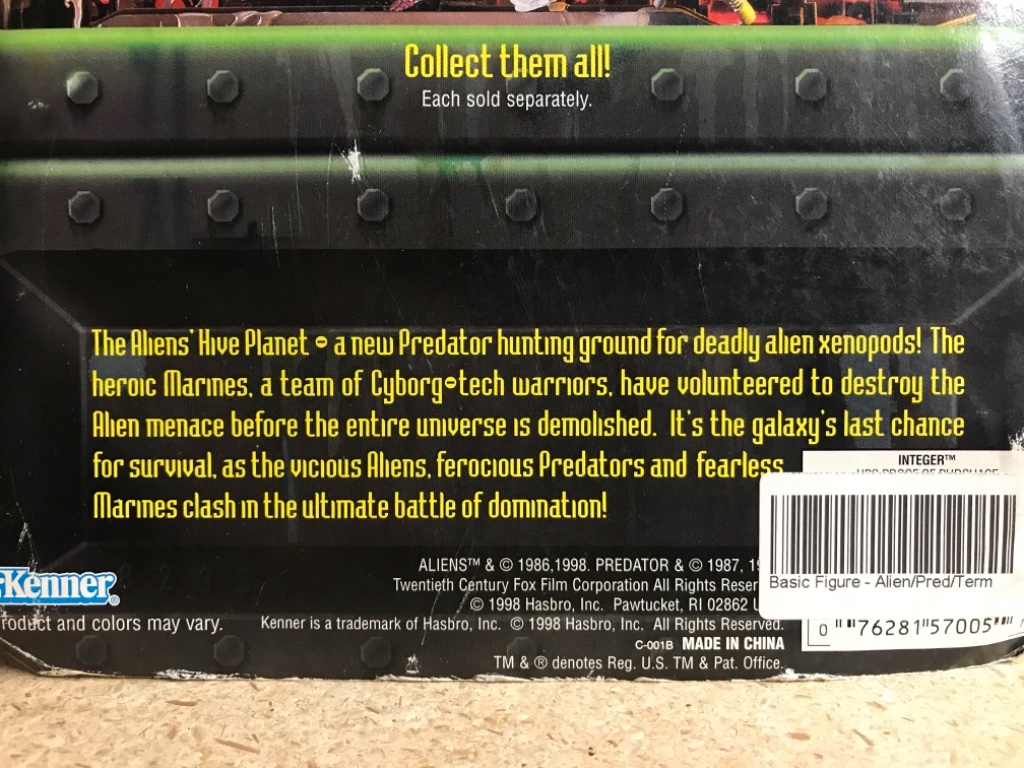 Collect them all!
Each sold separately.
The Aliens' Hive Planet - a new Predator hunting ground for deadly alien xenopods! The
heroic Marines, a team of Cyborg-tech warriors, have volunteered to destroy the
Alien menace before the entire universe is demolished. It's the galaxy's last chance
for survival, as the vicious Aliens, ferocious Predators and fearless
Marines clash in the ultimate battle of domination!
INTEGER™
Basic Figure - Alien/Pred/Term
0 76281 57005
ALIENS™ & © 1986,1998. PREDATOR & © 1987,
Twentieth Century Fox Film Corporation All Rights
© 1998 Hasbro, Inc. Pawtucket, RI 02862
Kenner®
Product and colors may vary.
Kenner is a trademark of Hasbro, Inc. © 1998 Hasbro, Inc. All Rights Reserved.
C-001B MADE IN CHINA
TM & ® denotes Reg. U.S. TM & Pat. Office.